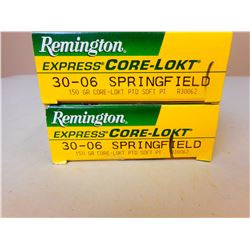 Remington
EXPRESS® CORE-LOKT®
30-06 SPRINGFIELD
150 GR CORE-LOKT PTD SOFT PT R30062
Remington
EXPRESS® CORE-LOKT®
30-06 SPRINGFIELD
150 GR CORE-LOKT PTD SOFT PT R30062